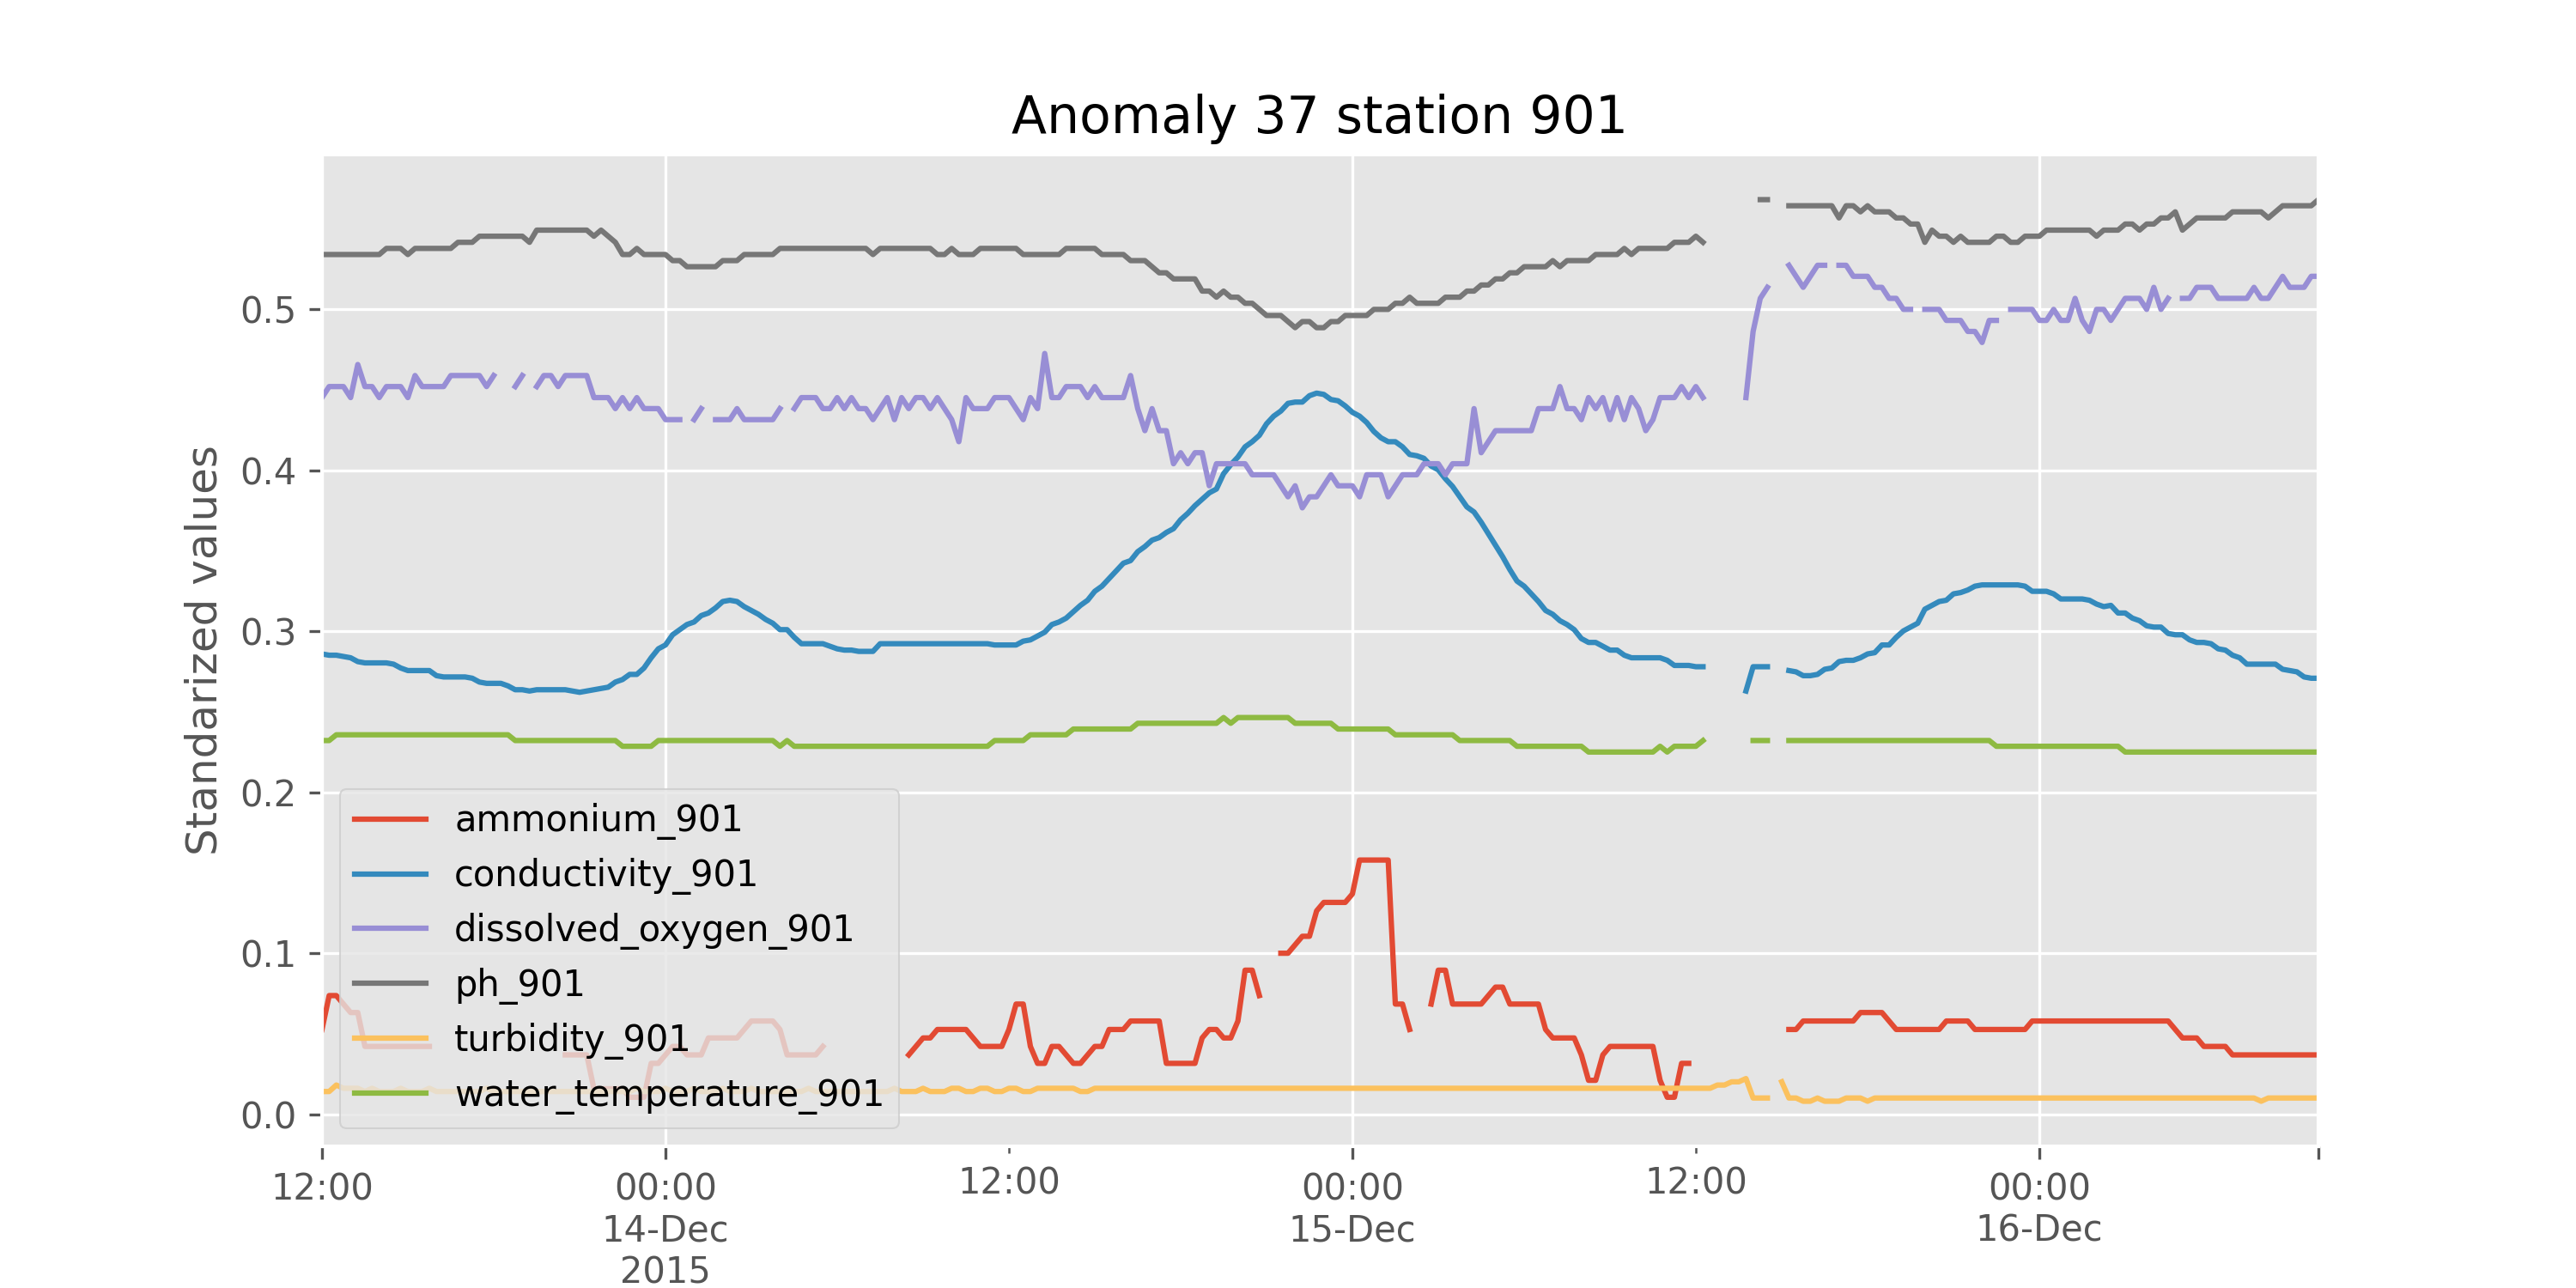 Anomaly 37 station 901
Standarized values
0.5
0.4
0.3
0.2
0.1
0.0
ammonium_901
conductivity_901
dissolved_oxygen_901
ph_901
turbidity_901
water_temperature_901
12:00
00:00
12:00
00:00
12:00
00:00
14-Dec
15-Dec
16-Dec
2015